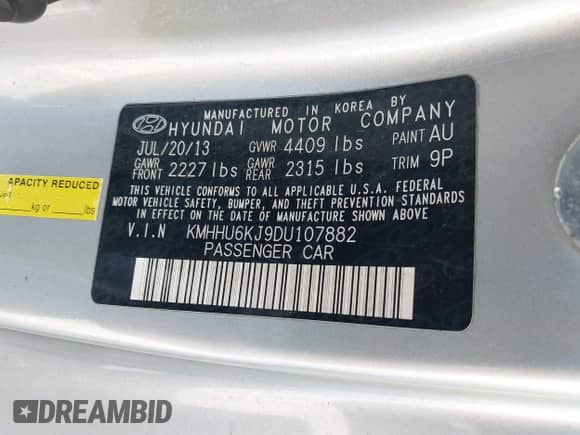 MANUFACTURED IN KOREA BY
HYUNDAI MOTOR COMPANY
JUL/20/13 GVWR 4409 lbs PAINT AU
GAWR FRONT 2227 lbs GAWR REAR 2315 lbs TRIM 9P
THIS VEHICLE CONFORMS TO ALL APPLICABLE U.S.A. FEDERAL
MOTOR VEHICLE SAFETY, BUMPER, AND THEFT PREVENTION STANDARDS
IN EFFECT ON THE DATE OF MANUFACTURE SHOWN ABOVE.
V.I.N KMHHU6KJ9DU107882
PASSENGER CAR
APACITY REDUCED
kg or lbs
DREAMBID